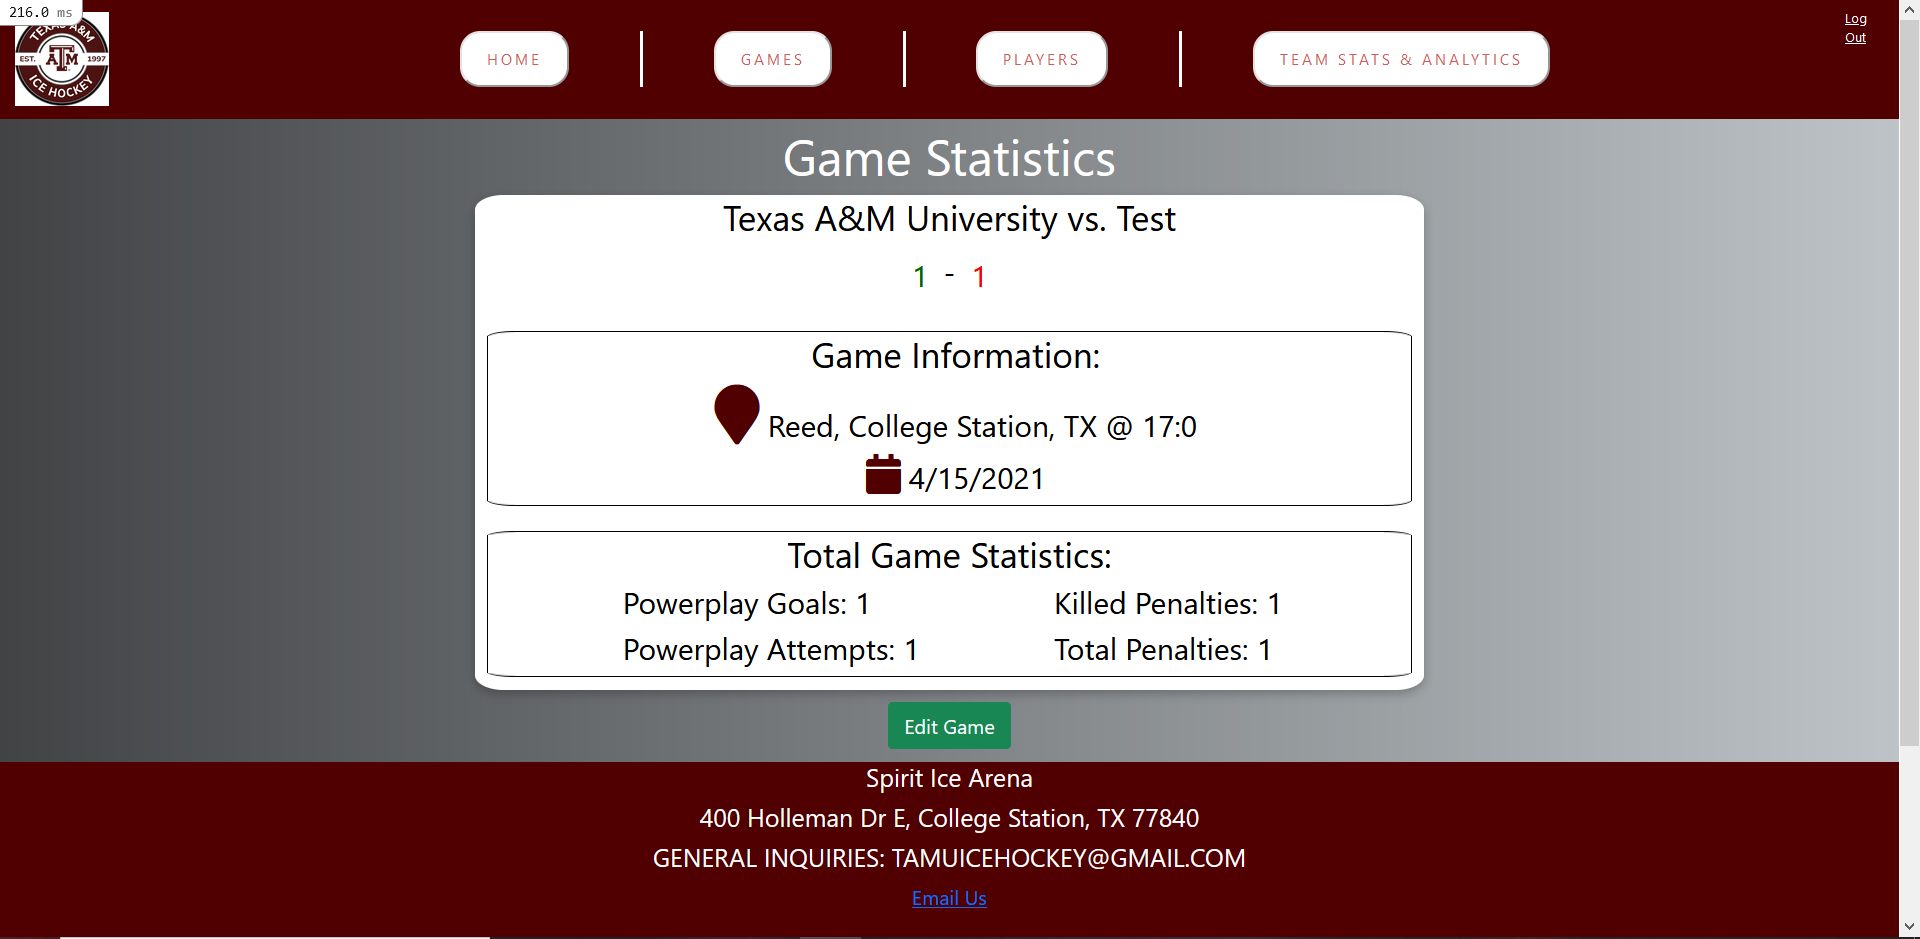 216.0 ms
TEXAS A&M
EST. ATM 1997
ICE HOCKEY
HOME
GAMES
PLAYERS
TEAM STATS & ANALYTICS
Log
Out
Game Statistics
Texas A&M University vs. Test
1 - 1
Game Information:
Reed, College Station, TX @ 17:0
4/15/2021
Total Game Statistics:
Powerplay Goals: 1
Killed Penalties: 1
Powerplay Attempts: 1
Total Penalties: 1
Edit Game
Spirit Ice Arena
400 Holleman Dr E, College Station, TX 77840
GENERAL INQUIRIES: TAMUICEHOCKEY@GMAIL.COM
Email Us